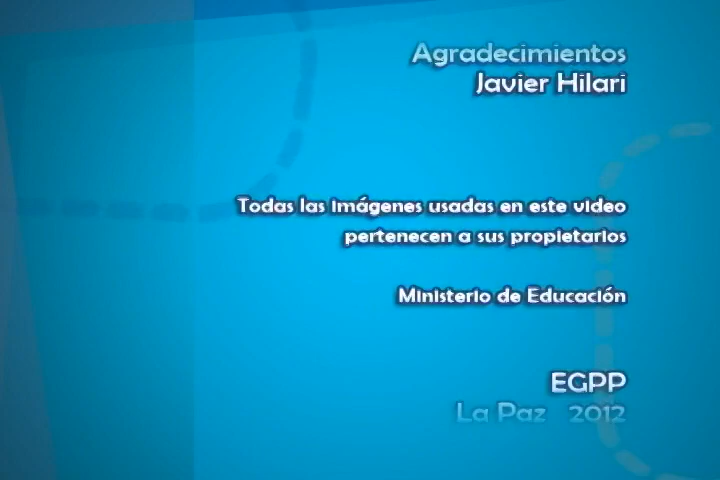 Agradecimientos
Javier Hilari
Todas las imágenes usadas en este video
pertenecen a sus propietarios
Ministerio de Educación
EGPP
La Paz 2012